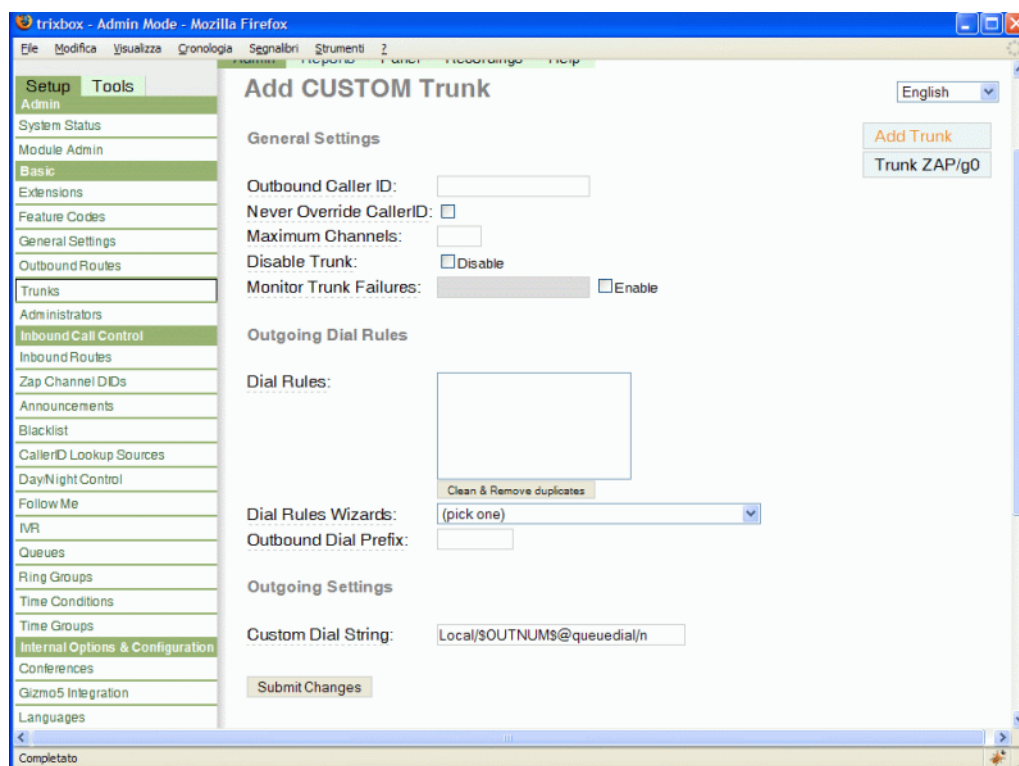 trixbox - Admin Mode - Mozilla Firefox
File Modifica Visualizza Cronologia Segnalibri Strumenti ?
Admin Reports Panel Recordings Help
Setup Tools
Admin
System Status
Module Admin
Basic
Extensions
Feature Codes
General Settings
Outbound Routes
Trunks
Administrators
Inbound Call Control
Inbound Routes
Zap Channel DIDs
Announcements
Blacklist
CallerID Lookup Sources
Day/Night Control
Follow Me
IVR
Queues
Ring Groups
Time Conditions
Time Groups
Internal Options & Configuration
Conferences
Gizmo5 Integration
Languages
Add CUSTOM Trunk
English
Add Trunk
Trunk ZAP/g0
General Settings
Outbound Caller ID:
Never Override CallerID:
Maximum Channels:
Disable Trunk: Disable
Monitor Trunk Failures: Enable
Outgoing Dial Rules
Dial Rules:
Clean & Remove duplicates
Dial Rules Wizards: (pick one)
Outbound Dial Prefix:
Outgoing Settings
Custom Dial String: Local/$OUTNUM$@queuedial/n
Submit Changes
Completato